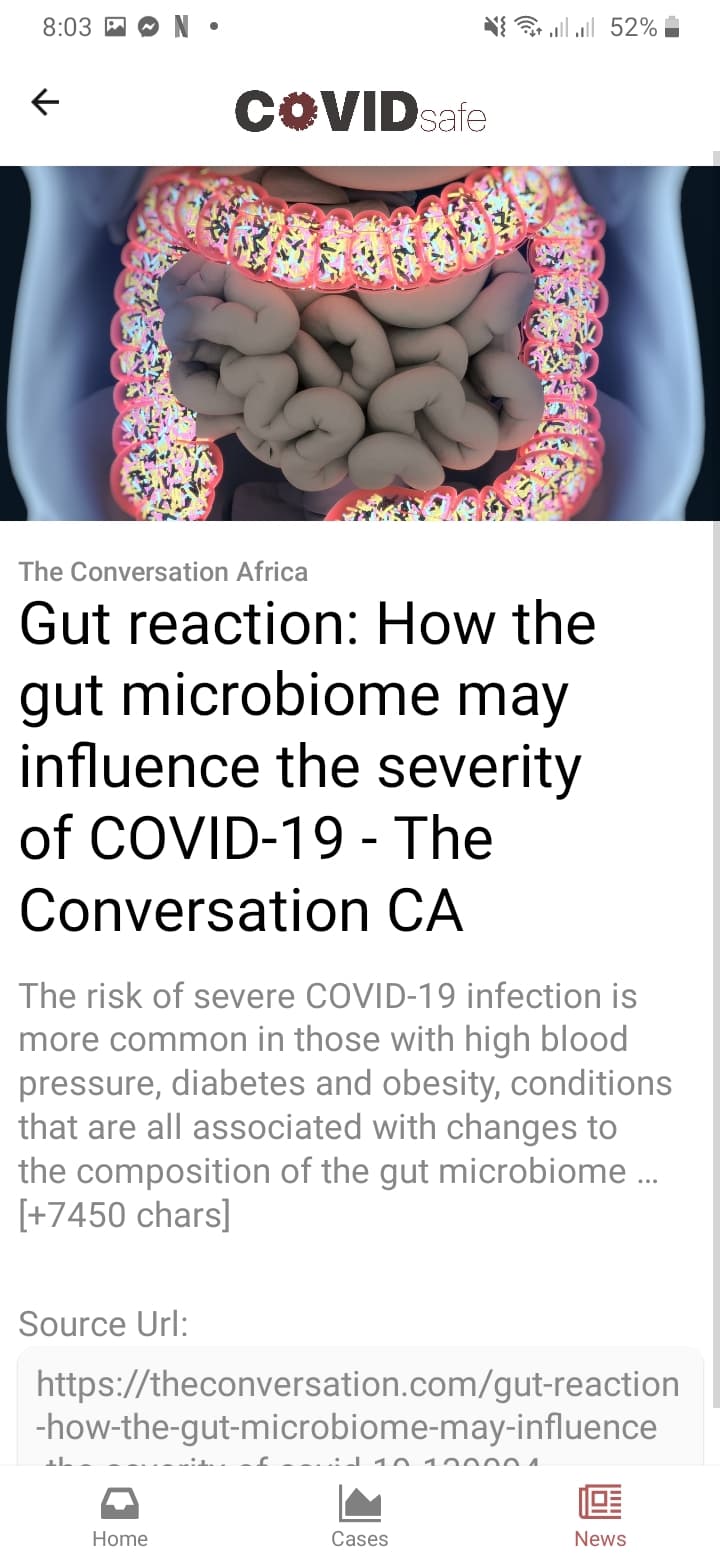 8:03 N 52%
COVIDsafe
The Conversation Africa
Gut reaction: How the
gut microbiome may
influence the severity
of COVID-19 - The
Conversation CA
The risk of severe COVID-19 infection is
more common in those with high blood
pressure, diabetes and obesity, conditions
that are all associated with changes to
the composition of the gut microbiome ...
[+7450 chars]
Source Url:
https://theconversation.com/gut-reaction
-how-the-gut-microbiome-may-influence
Home Cases News